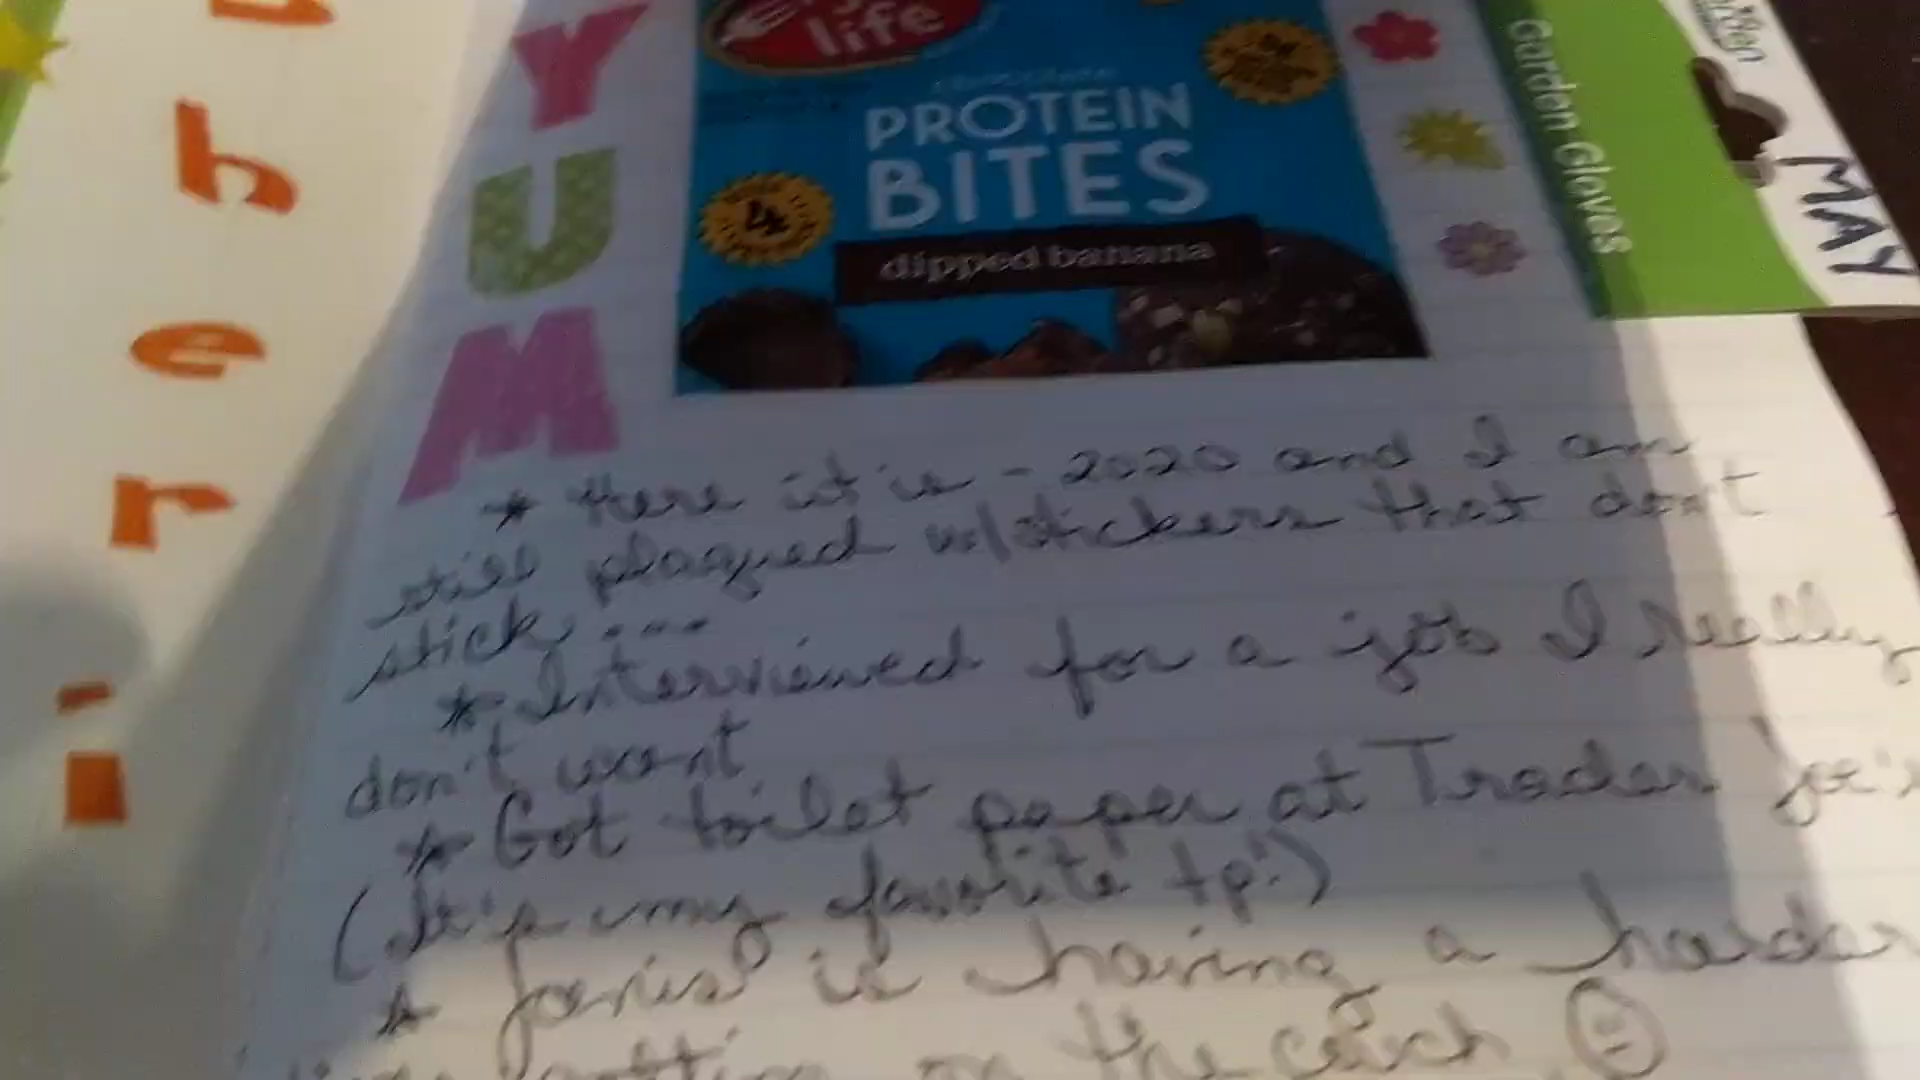 YUM
life
PROTEIN
BITES
4
dipped banana
Garden Gloves
MAY
* Here it is - 2020 and I am
still plagued w/stickers that don't
stick...
* Interviewed for a job I really
don't want
* Got toilet paper at Trader Joe's
(It's my favorite tp!)
* is having a harder
getting on the couch